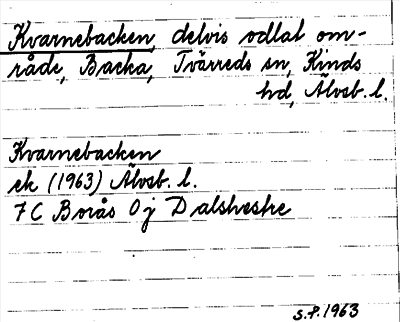 Kvarnebacken, delvis odlat om-
råde, Backa, Tvärreds sn, Kinds
hd, Älvsb. l.
Kvarnebacken
ek (1963) Älvsb. l.
7 C Borås 0 j Dalshestre
S.P. 1963